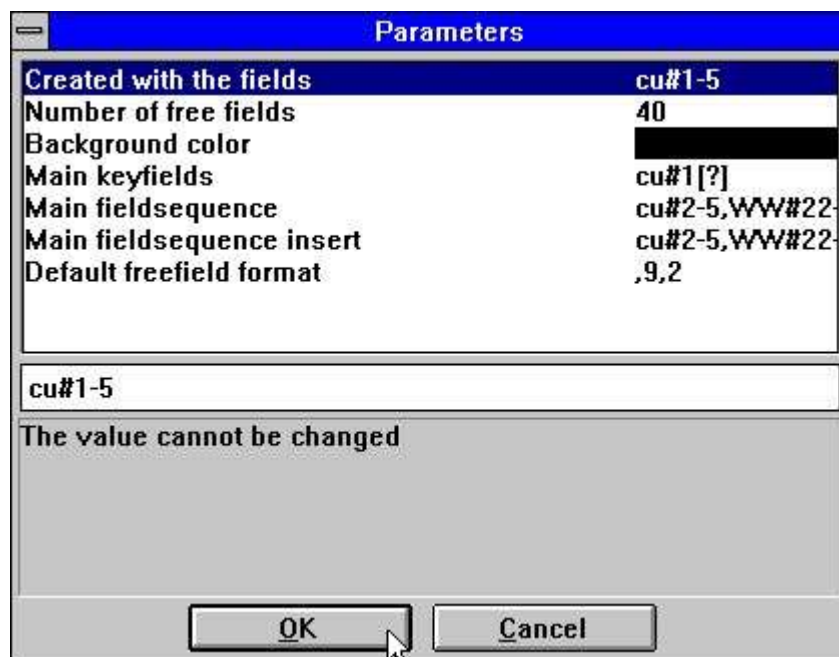 Parameters
Created with the fields cu#1-5
Number of free fields 40
Background color
Main keyfields cu#1[?]
Main fieldsequence cu#2-5,WW#22-
Main fieldsequence insert cu#2-5,WW#22-
Default freefield format ,9,2
cu#1-5
The value cannot be changed
OK Cancel